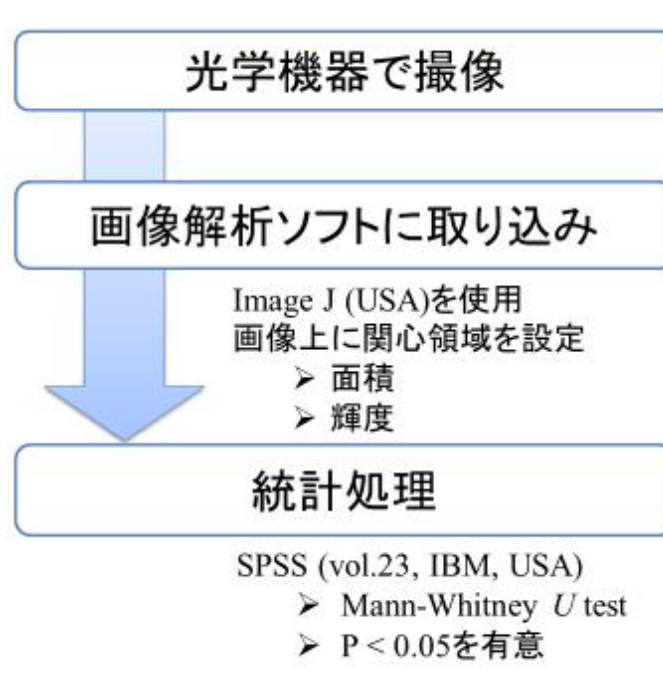 光学機器で撮像
画像解析ソフトに取り込み
Image J (USA)を使用
画像上に関心領域を設定
➢ 面積
➢ 輝度
統計処理
SPSS (vol.23, IBM, USA)
➢ Mann-Whitney U test
➢ P < 0.05を有意